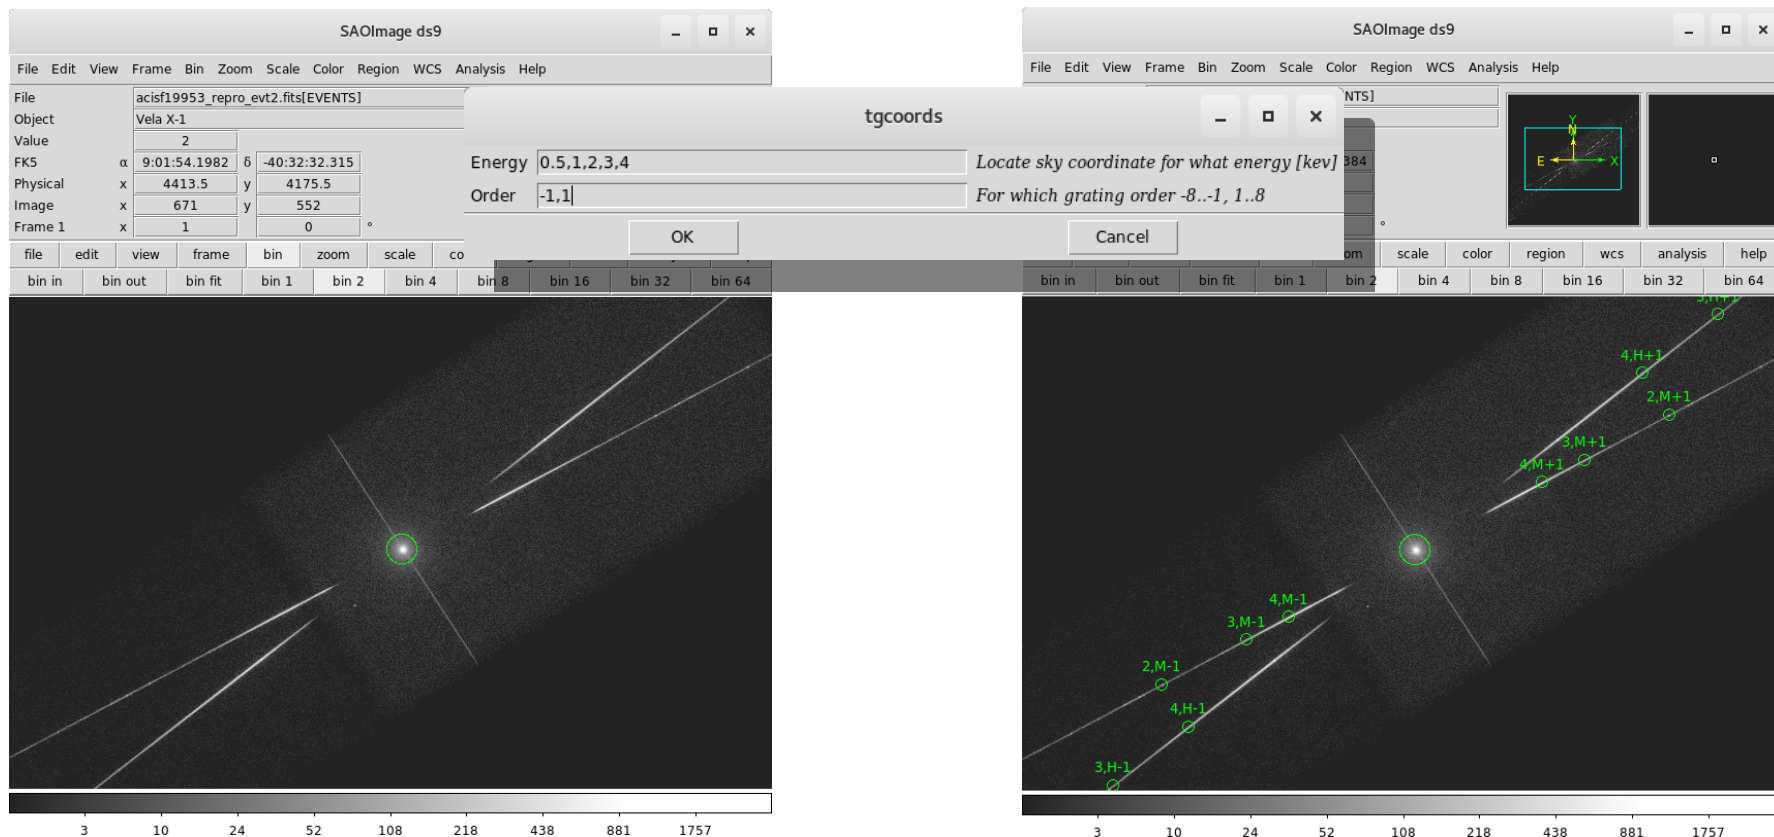 SAOImage ds9
File Edit View Frame Bin Zoom Scale Color Region WCS Analysis Help
File acisf19953_repro_evt2.fits[EVENTS]
Object Vela X-1
Value 2
FK5 α 9:01:54.1982 δ -40:32:32.315
Physical x 4413.5 y 4175.5
Image x 671 y 552
Frame 1 x 1 0 °
file edit view frame bin zoom scale co
bin in bin out bin fit bin 1 bin 2 bin 4 bin 8 bin 16 bin 32 bin 64
3 10 24 52 108 218 438 881 1757
tgcoords
Energy 0.5,1,2,3,4 Locate sky coordinate for what energy [kev]
Order -1,1 For which grating order -8..-1, 1..8
OK Cancel
SAOImage ds9
File Edit View Frame Bin Zoom Scale Color Region WCS Analysis Help
NTS]
384
°
Y
N
E X
om scale color region wcs analysis help
bin in bin out bin fit bin 1 bin 2 bin 4 bin 8 bin 16 bin 32 bin 64
3,H+1
4,H+1
2,M+1
3,M+1
4,M+1
4,M-1
3,M-1
2,M-1
4,H-1
3,H-1
3 10 24 52 108 218 438 881 1757